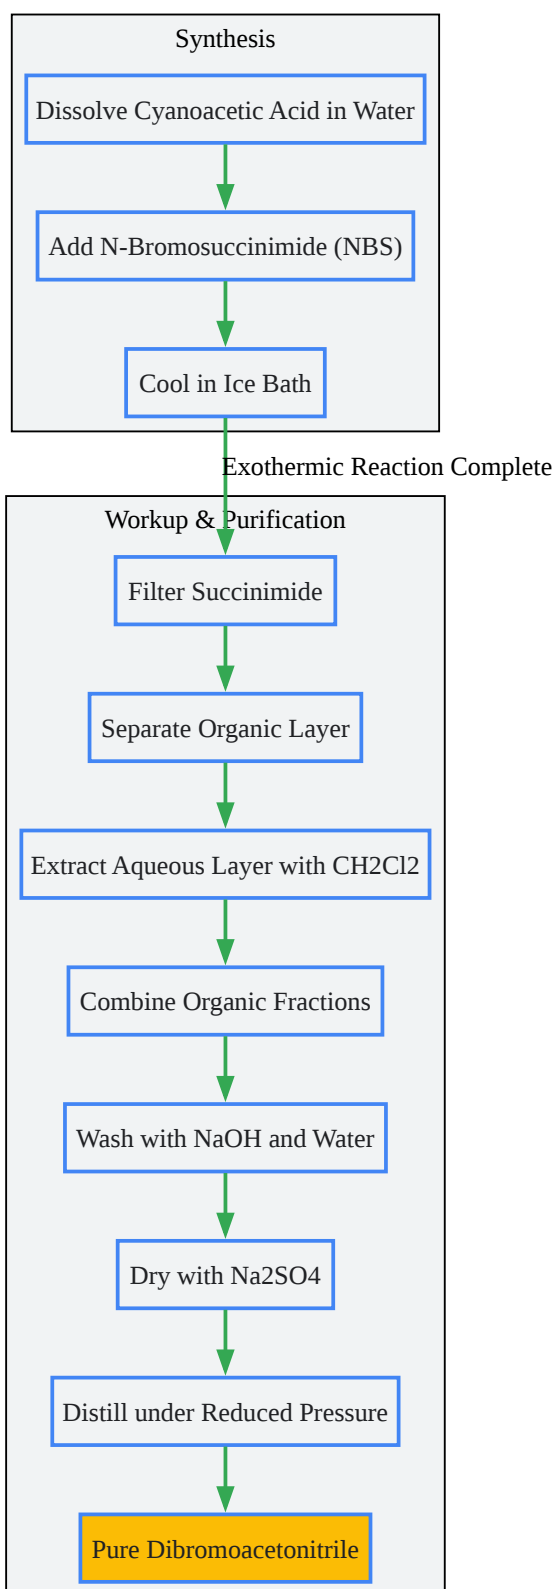 Synthesis
Dissolve Cyanoacetic Acid in Water
Add N-Bromosuccinimide (NBS)
Cool in Ice Bath
Exothermic Reaction Complete
Workup & Purification
Filter Succinimide
Separate Organic Layer
Extract Aqueous Layer with CH2Cl2
Combine Organic Fractions
Wash with NaOH and Water
Dry with Na2SO4
Distill under Reduced Pressure
Pure Dibromoacetonitrile